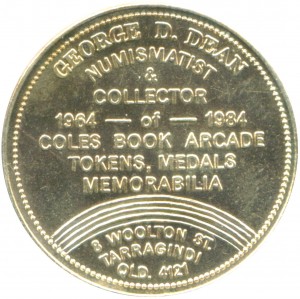 GEORGE D. DEAN
NUMISMATIST
&
COLLECTOR
1964 — of — 1984
COLES BOOK ARCADE
TOKENS, MEDALS
MEMORABILIA
8 WOOLTON ST.
TARRAGINDI
QLD. 4121